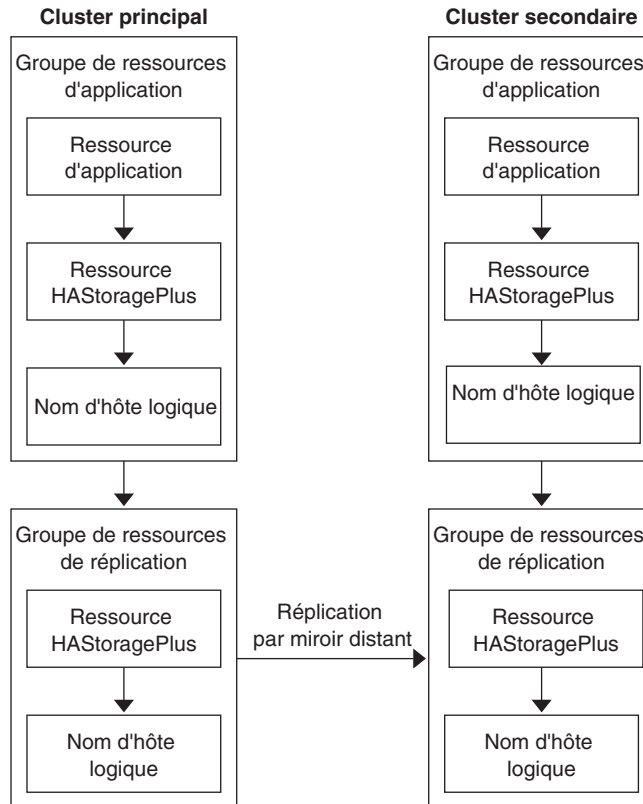 Cluster principal
Groupe de ressources
d'application
Ressource
d'application
Ressource
HAStoragePlus
Nom d'hôte logique
Groupe de ressources
de réplication
Ressource
HAStoragePlus
Nom d'hôte
logique
Réplication
par miroir distant
Cluster secondaire
Groupe de ressources
d'application
Ressource
d'application
Ressource
HAStoragePlus
Nom d'hôte logique
Groupe de ressources
de réplication
Ressource
HAStoragePlus
Nom d'hôte
logique